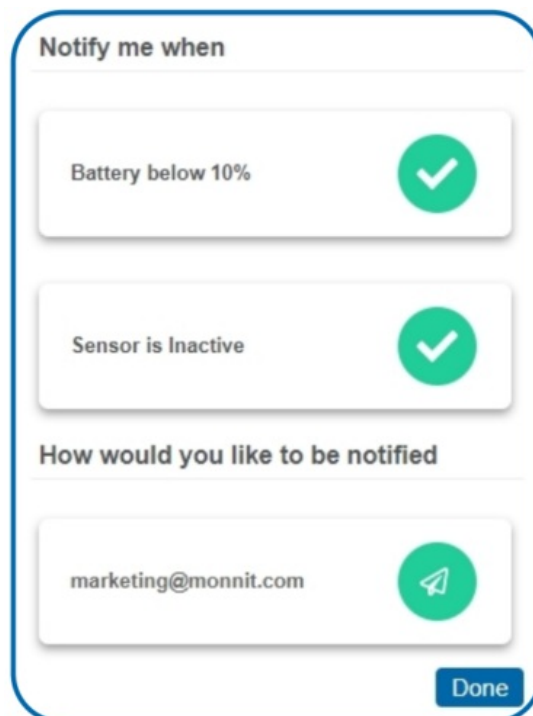 Notify me when
Battery below 10%
Sensor is Inactive
How would you like to be notified
marketing@monnit.com
Done